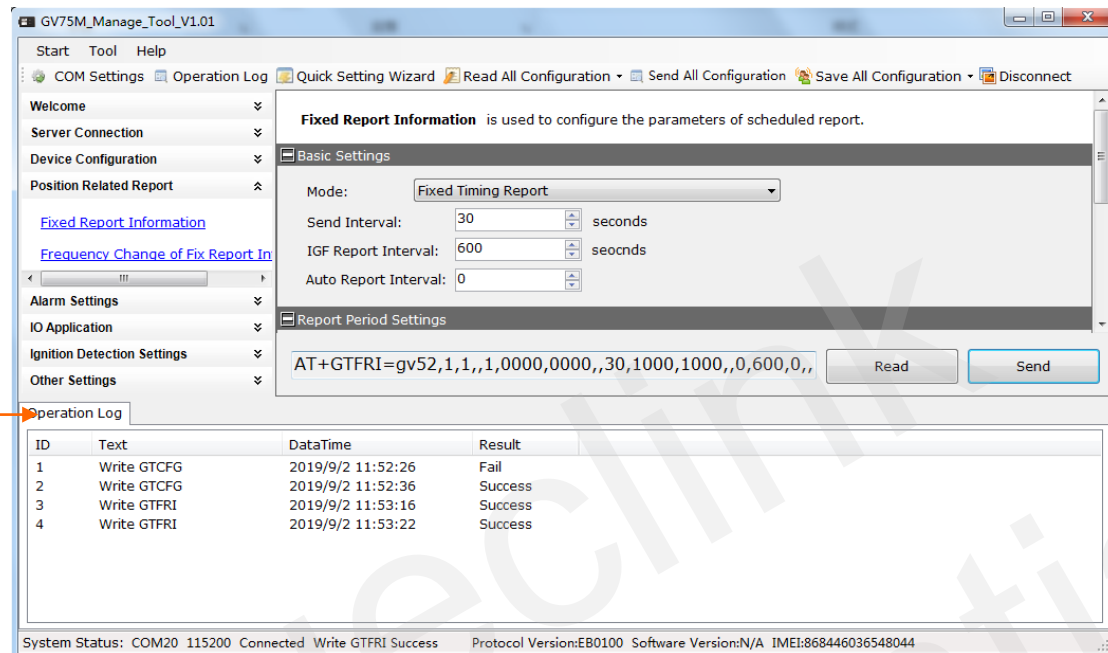 GV75M_Manage_Tool_V1.01
Start Tool Help
COM Settings Operation Log Quick Setting Wizard Read All Configuration Send All Configuration Save All Configuration Disconnect
Welcome
Server Connection
Device Configuration
Position Related Report
Fixed Report Information
Frequency Change of Fix Report In
Alarm Settings
IO Application
Ignition Detection Settings
Other Settings
Fixed Report Information is used to configure the parameters of scheduled report.
Basic Settings
Mode: Fixed Timing Report
Send Interval: 30 seconds
IGF Report Interval: 600 seocnds
Auto Report Interval: 0
Report Period Settings
AT+GTFRI=gv52,1,1,,1,0000,0000,,30,1000,1000,,0,600,0,,
Read Send
Operation Log
ID Text DataTime Result
1 Write GTCFG 2019/9/2 11:52:26 Fail
2 Write GTCFG 2019/9/2 11:52:36 Success
3 Write GTFRI 2019/9/2 11:53:16 Success
4 Write GTFRI 2019/9/2 11:53:22 Success
System Status: COM20 115200 Connected Write GTFRI Success Protocol Version:EB0100 Software Version:N/A IMEI:868446036548044